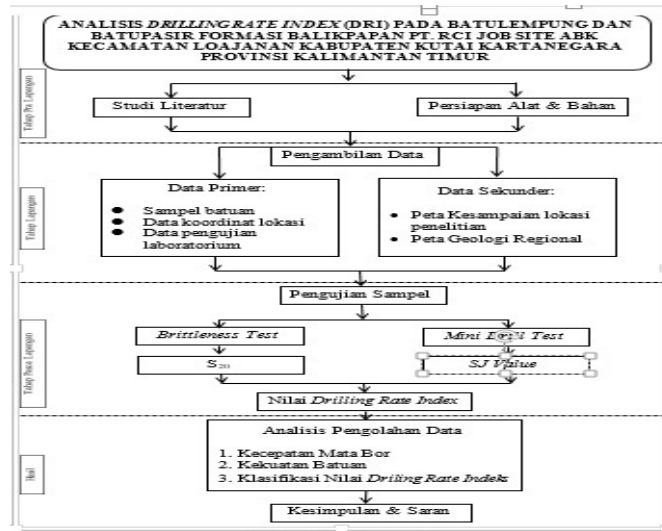 ANALISIS DRILLING RATE INDEX (DRI) PADA BATULEMPUNG DAN
BATUPASIR FORMASI BALIKPAPAN PT. RCI JOB SITE ABK
KECAMATAN LOAJANAN KABUPATEN KUTAI KARTANEGARA
PROVINSI KALIMANTAN TIMUR
Tahap Pra Lapangan
Studi Literatur
Persiapan Alat & Bahan
Pengambilan Data
Tahap Lapangan
Data Primer:
Sampel batuan
Data koordinat lokasi
Data pengujian
laboratorium
Data Sekunder:
Peta Kesampaian lokasi
penelitian
Peta Geologi Regional
Pengujian Sampel
Tahap Pasca Lapangan
Brittleness Test
Mini Drill Test
S20
SJ Value
Nilai Drilling Rate Index
Hasil
Analisis Pengolahan Data
1. Kecepatan Mata Bor
2. Kekuatan Batuan
3. Klasifikasi Nilai Driling Rate Indeks
Kesimpulan & Saran